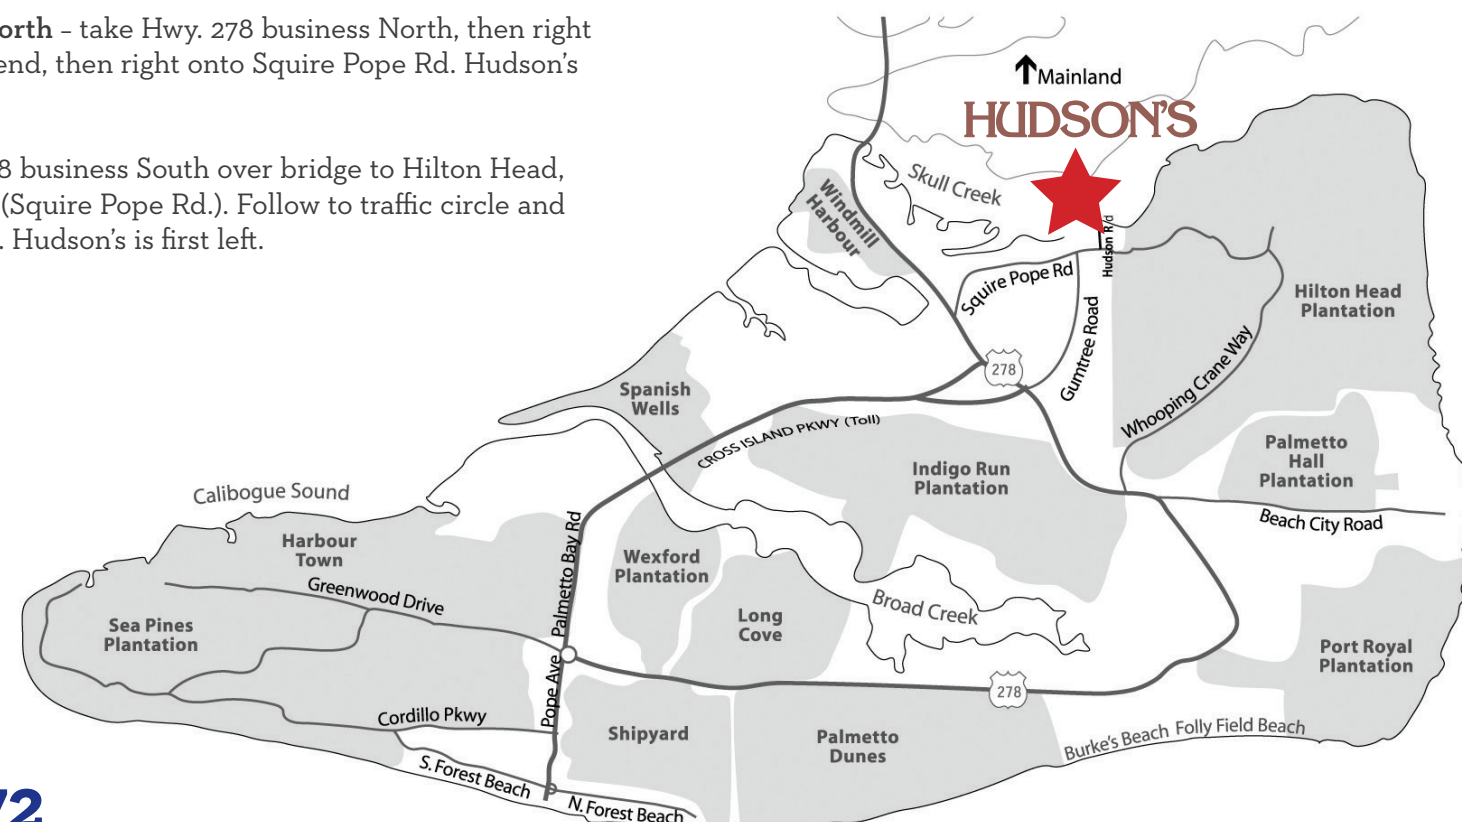 orth – take Hwy. 278 business North, then right
end, then right onto Squire Pope Rd. Hudson's
8 business South over bridge to Hilton Head,
(Squire Pope Rd.). Follow to traffic circle and
. Hudson's is first left.
Mainland
HUDSON'S
Skull Creek
Windmill
Harbour
Hudson R/d
Squire Pope Rd
Gumtree Road
Hilton Head
Plantation
Whooping Crane Way
278
Spanish
Wells
CROSS ISLAND PKWY (Toll)
Indigo Run
Plantation
Palmetto
Hall
Plantation
Beach City Road
Calibogue Sound
Harbour
Town
Palmetto Bay Rd
Wexford
Plantation
Greenwood Drive
Broad Creek
Long
Cove
Sea Pines
Plantation
Port Royal
Plantation
278
Pope Ave
Cordillo Pkwy
Shipyard
Palmetto
Dunes
Burke's Beach
Folly Field Beach
S. Forest Beach
N. Forest Beach
72